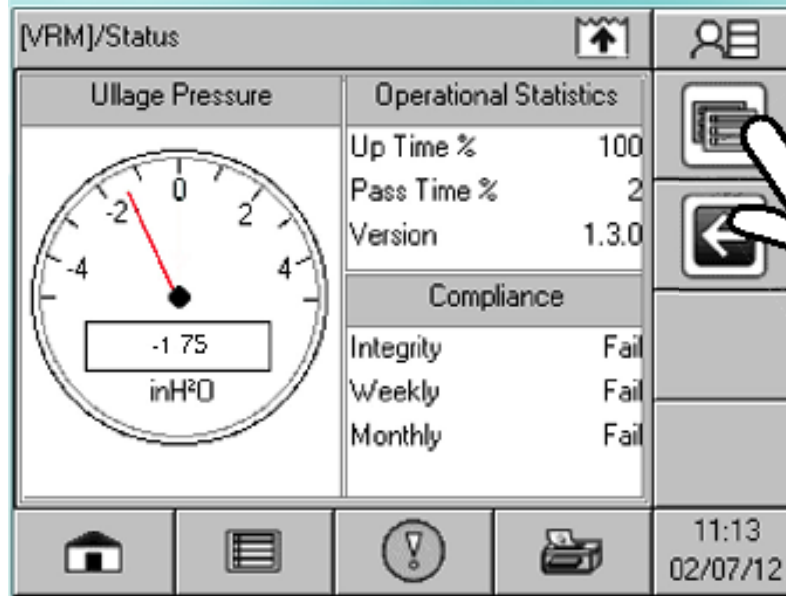 [VRM]/Status
Ullage Pressure
0
-2
2
-4
4
-1 75
inH²O
Operational Statistics
Up Time % 100
Pass Time % 2
Version 1.3.0
Compliance
Integrity Fail
Weekly Fail
Monthly Fail
11:13
02/07/12